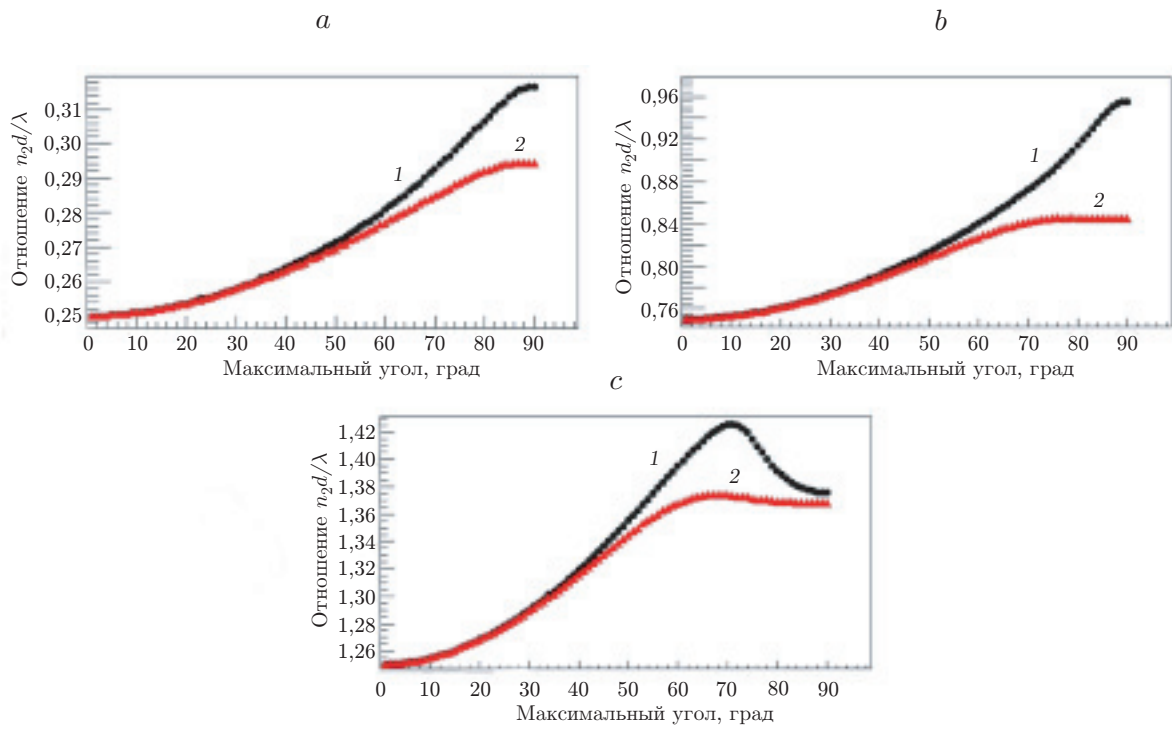 a
b
Отношение n₂d/λ
0,31
0,30
0,29
0,28
0,27
0,26
0,25
1
2
0 10 20 30 40 50 60 70 80 90
Максимальный угол, град
Отношение n₂d/λ
0,96
0,92
0,88
0,84
0,80
0,76
1
2
0 10 20 30 40 50 60 70 80 90
Максимальный угол, град
c
Отношение n₂d/λ
1,42
1,40
1,38
1,36
1,34
1,32
1,30
1,28
1,26
1
2
0 10 20 30 40 50 60 70 80 90
Максимальный угол, град